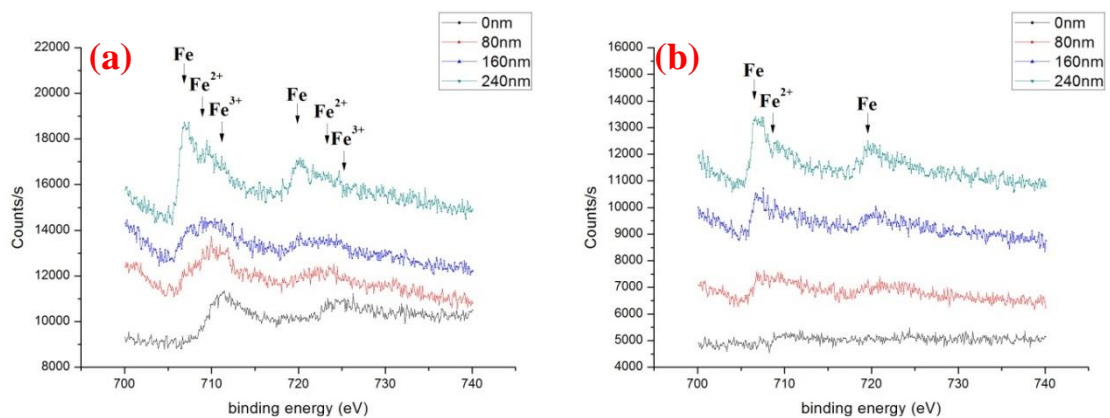 (a)
0nm
80nm
160nm
240nm
22000
20000
18000
16000
14000
12000
10000
8000
Counts/s
Fe
Fe2+
Fe3+
Fe
Fe2+
Fe3+
700
710
720
730
740
binding energy (eV)
(b)
0nm
80nm
160nm
240nm
16000
15000
14000
13000
12000
11000
10000
9000
8000
7000
6000
5000
4000
Counts/s
Fe
Fe2+
Fe
700
710
720
730
740
binding energy (eV)